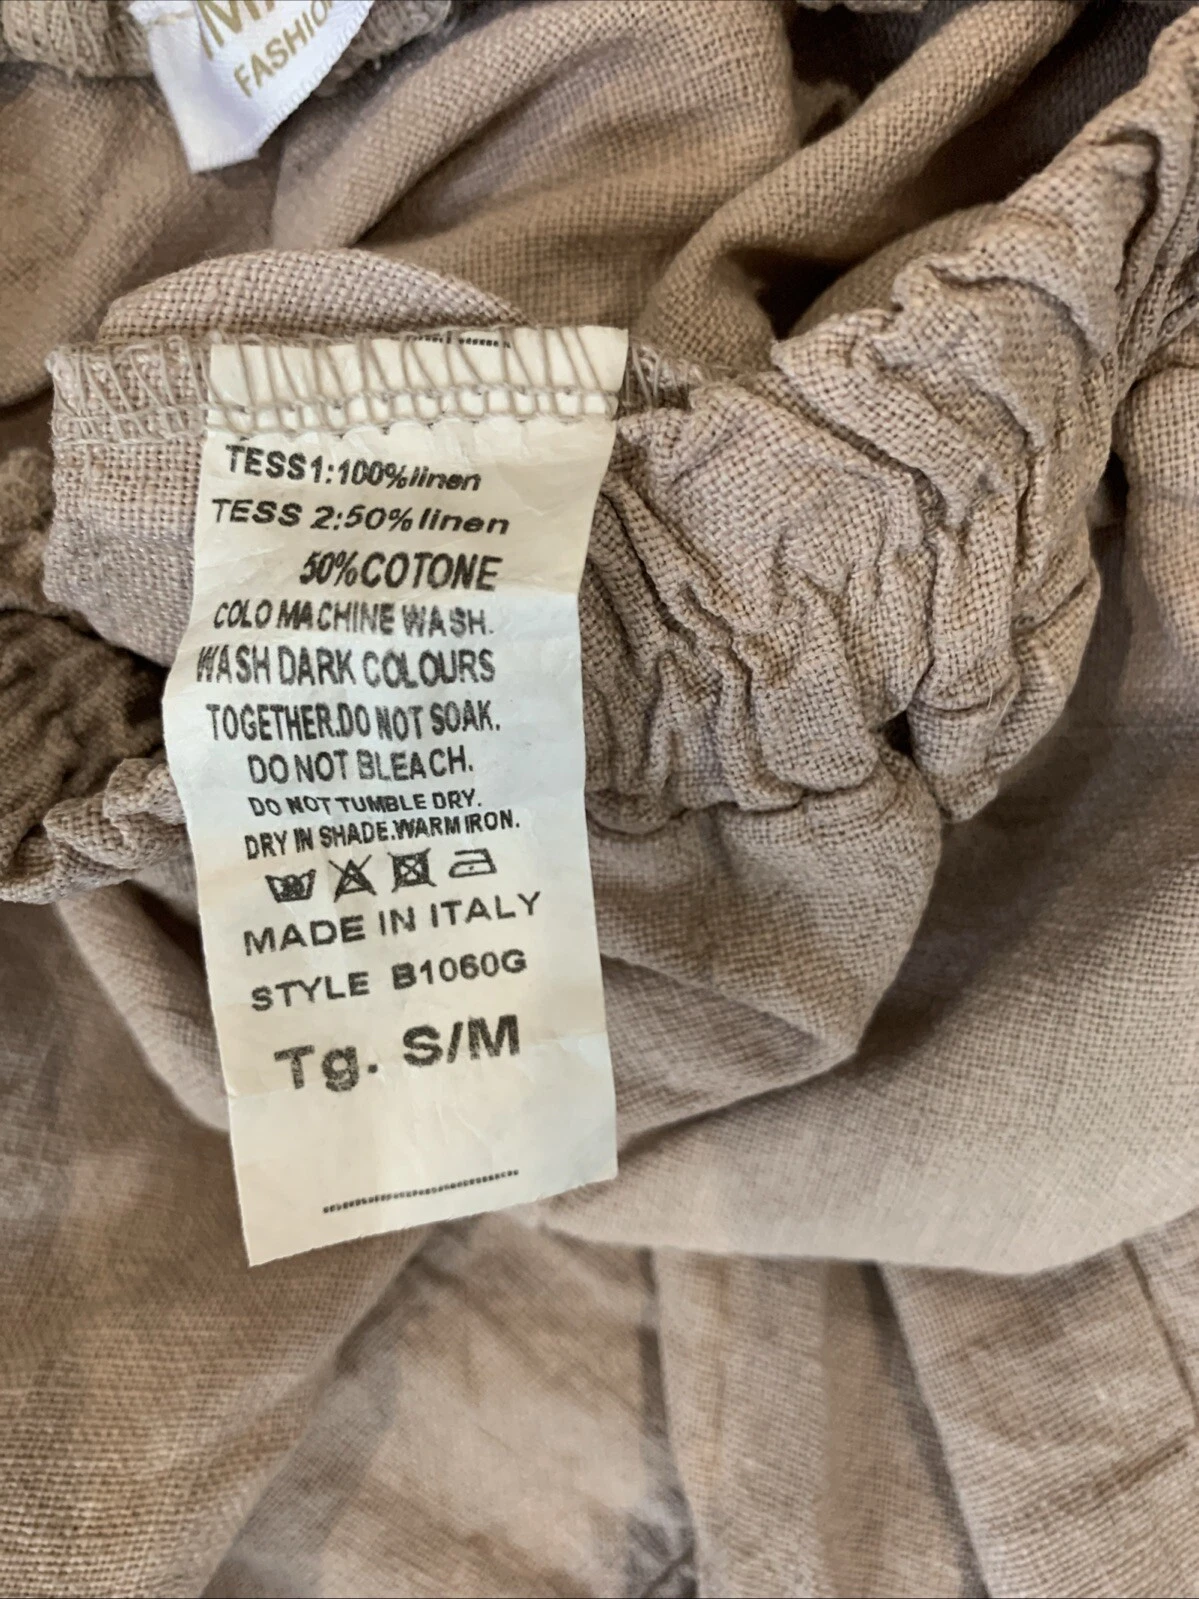 FASHIO
TESS1:100%linen
TESS 2:50%linen
50%COTONE
COLO MACHINE WASH.
WASH DARK COLOURS
TOGETHER.DO NOT SOAK.
DO NOT BLEACH.
DO NOT TUMBLE DRY.
DRY IN SHADE.WARM IRON.
MADE IN ITALY
STYLE B1060G
Tg. S/M